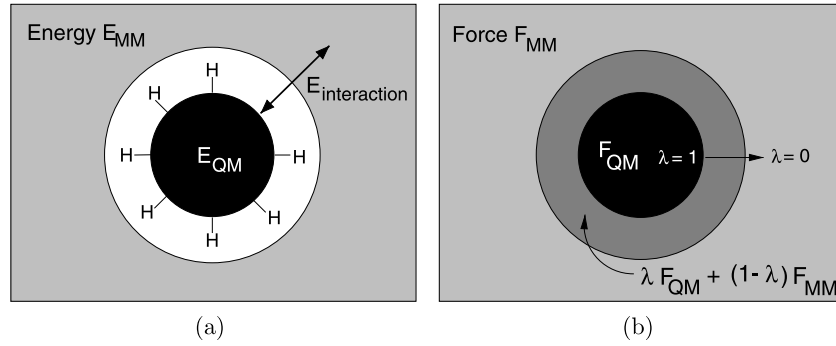 Energy E_MM
H
H
H
H
H
H
H
H
E_QM
E_interaction
(a)
Force F_MM
F_QM
λ = 1
λ = 0
λ F_QM + (1- λ) F_MM
(b)